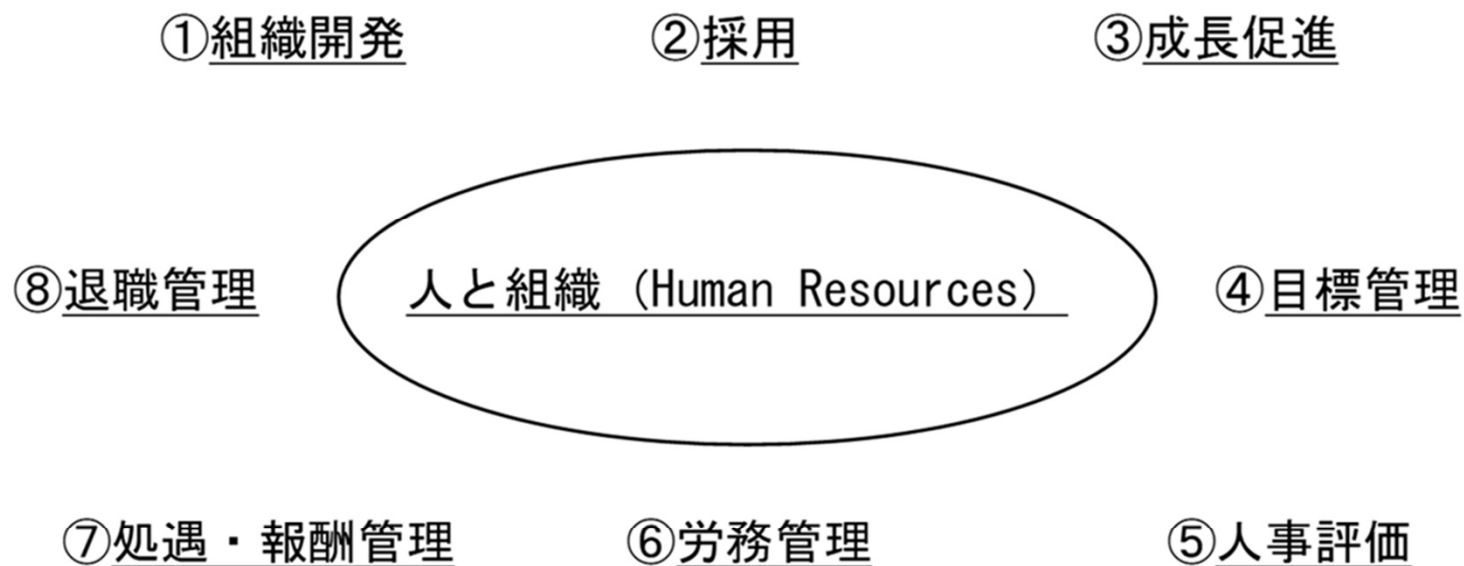 ①組織開発
②採用
③成長促進
⑧退職管理
人と組織（Human Resources）
④目標管理
⑦処遇・報酬管理
⑥労務管理
⑤人事評価